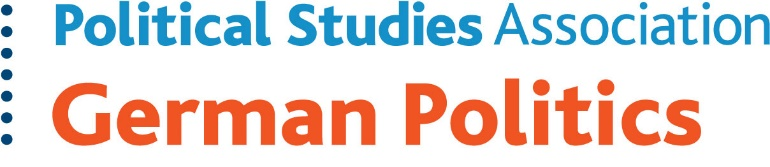 Political Studies Association
German Politics